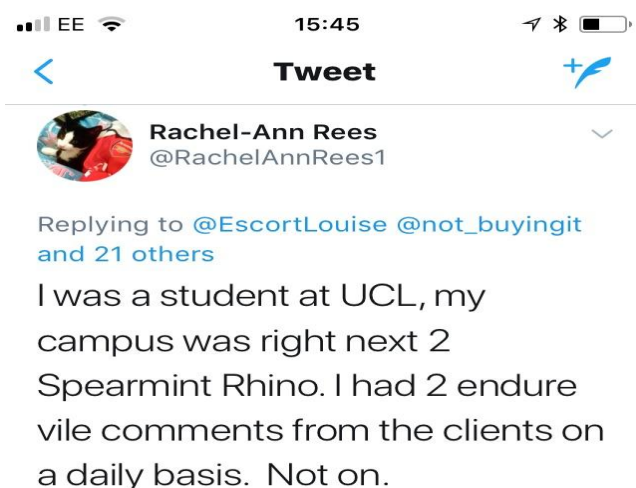 EE 15:45
Tweet
Rachel-Ann Rees
@RachelAnnRees1
Replying to @EscortLouise @not_buyingit
and 21 others
I was a student at UCL, my
campus was right next 2
Spearmint Rhino. I had 2 endure
vile comments from the clients on
a daily basis. Not on.